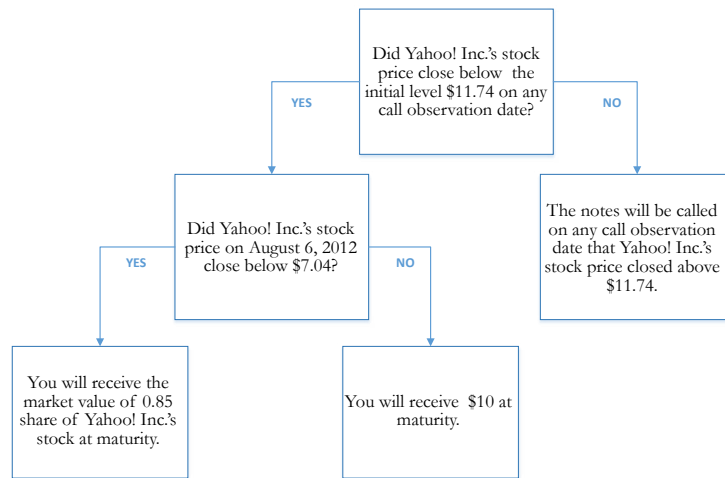 Did Yahoo! Inc.'s stock
price close below the
initial level $11.74 on any
call observation date?
YES
NO
Did Yahoo! Inc.'s stock
price on August 6, 2012
close below $7.04?
The notes will be called
on any call observation
date that Yahoo! Inc.'s
stock price closed above
$11.74.
YES
NO
You will receive the
market value of 0.85
share of Yahoo! Inc.'s
stock at maturity.
You will receive $10 at
maturity.